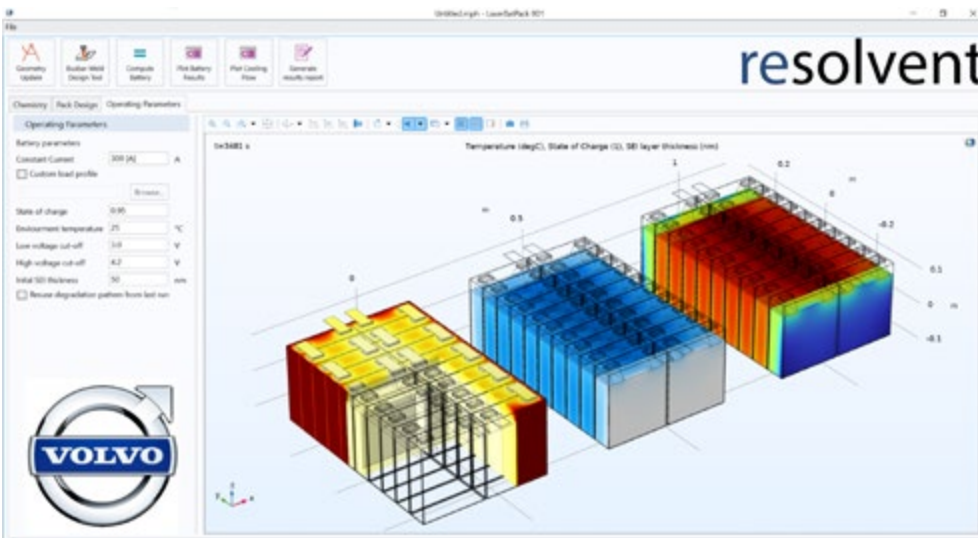 Untitled.mph - LaserBatPack 901
File
resolvent
Geometry Update
Busbar Weld Design Tool
Compute Battery
Plot Battery Results
Plot Cooling Flow
Generate results report
Chemistry Pack Design Operating Parameters
Operating Parameters
Battery parameters
Constant Current 300 [A] A
Custom load profile
Browse...
State of charge 0.95
Environment temperature 25 °C
Low voltage cut-off 3.0 V
High voltage cut-off 4.2 V
Initial SEI thickness 50 nm
Reuse degradation pattern from last run
VOLVO
t=3481 s
Temperature (degC), State of Charge (1), SEI layer thickness (nm)
0
0.5
1
m
0.2
0
-0.2
m
0.1
0
-0.1
m
z
y
x